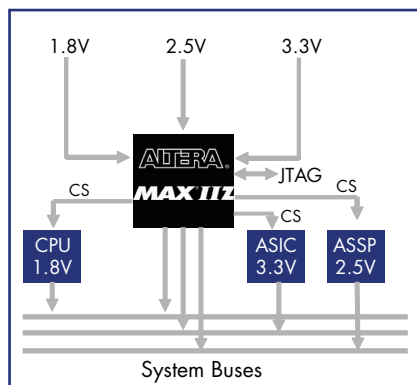 1.8V 2.5V 3.3V
ALTERA®
MAX® IIZ
JTAG
CS CS
CS
CPU
1.8V
ASIC
3.3V
ASSP
2.5V
System Buses